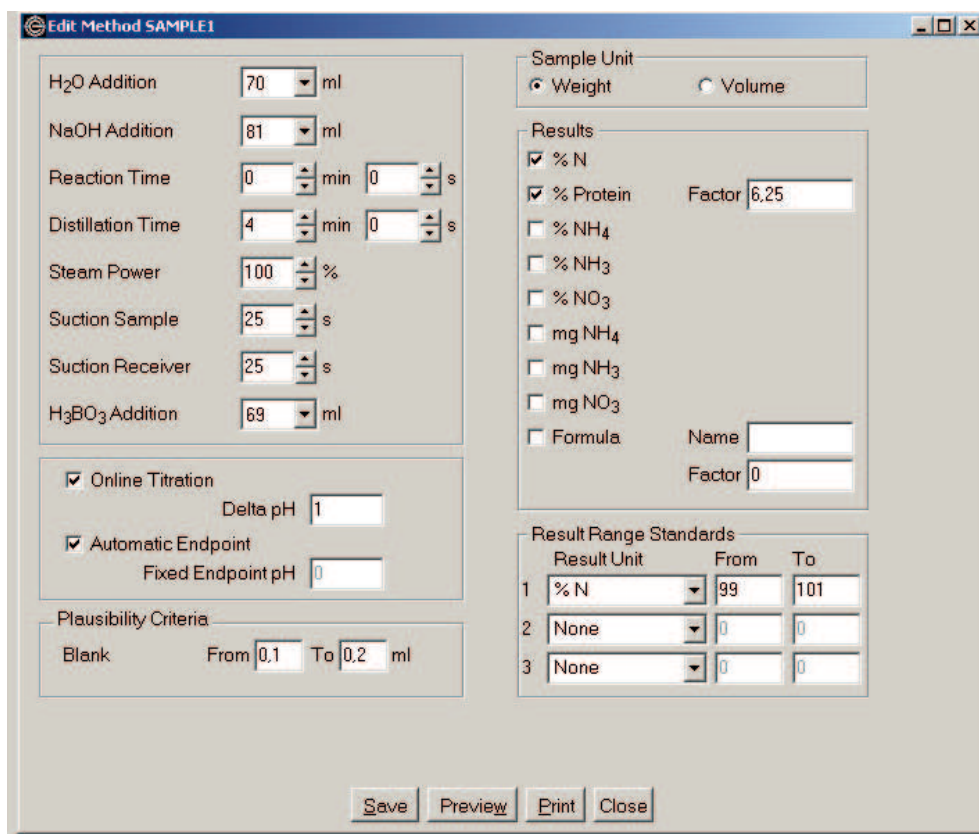 Edit Method SAMPLE1
H₂O Addition 70 ml
NaOH Addition 81 ml
Reaction Time 0 min 0 s
Distillation Time 4 min 0 s
Steam Power 100 %
Suction Sample 25 s
Suction Receiver 25 s
H₃BO₃ Addition 69 ml
Online Titration
Delta pH 1
Automatic Endpoint
Fixed Endpoint pH 0
Plausibility Criteria
Blank From 0,1 To 0,2 ml
Sample Unit
Weight Volume
Results
% N
% Protein Factor 6,25
% NH₄
% NH₃
% NO₃
mg NH₄
mg NH₃
mg NO₃
Formula Name
Factor 0
Result Range Standards
Result Unit From To
1 % N 99 101
2 None 0 0
3 None 0 0
Save Preview Print Close